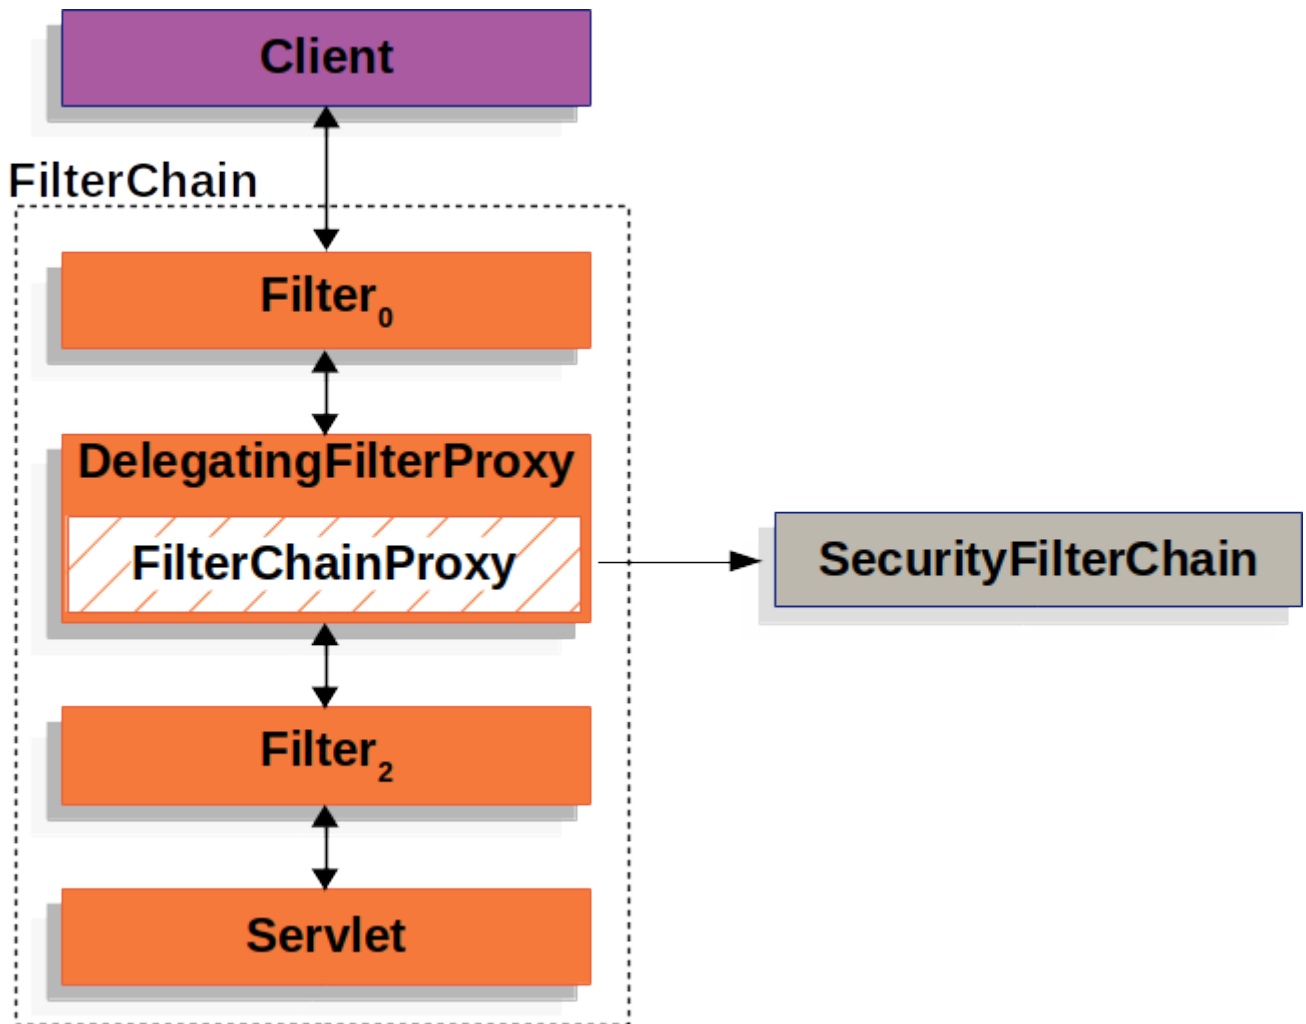 Client
FilterChain
Filter0
DelegatingFilterProxy
FilterChainProxy
SecurityFilterChain
Filter2
Servlet